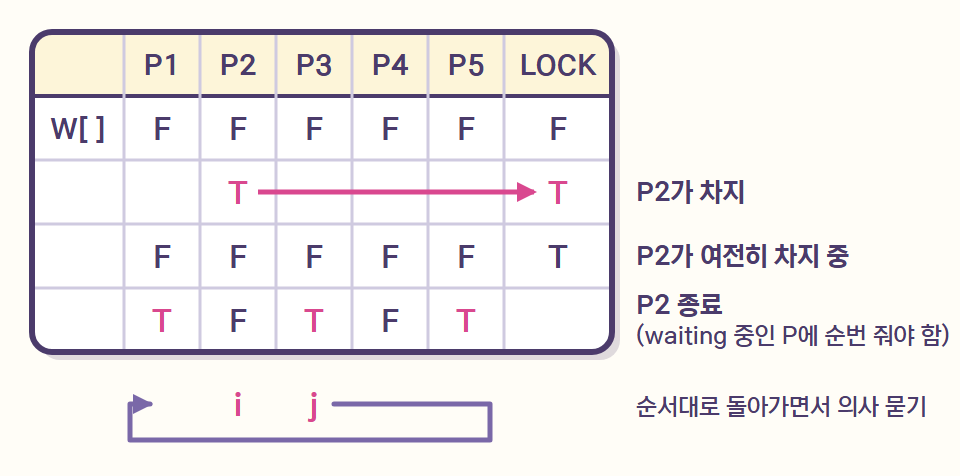 P1 P2 P3 P4 P5 LOCK
W[ ] F F F F F F
T T P2가 차지
F F F F F T P2가 여전히 차지 중
T F T F T P2 종료
(waiting 중인 P에 순번 줘야 함)
i j 순서대로 돌아가면서 의사 묻기